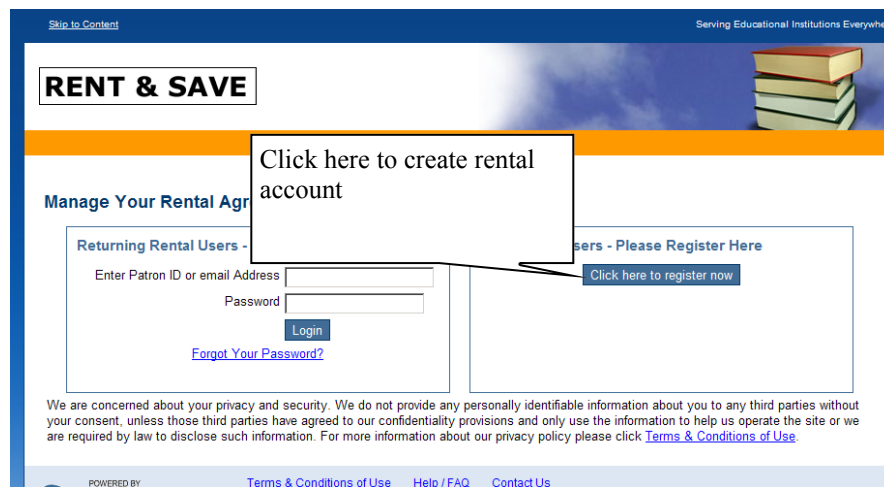 Skip to Content
Serving Educational Institutions
RENT & SAVE
Click here to create rental
account
Manage Your Rental
Returning Rental Users -
- Please Register Here
Enter Patron ID or email Address
Click here to register now
Password
Login
Forgot Your Password?
We are concerned about your privacy and security. We do not provide any personally identifiable information about you to any third parties without
your consent, unless those third parties have agreed to our confidentiality provisions and only use the information to help us operate the site or we
are required by law to disclose such information. For more information about our privacy policy please click Terms & Conditions of Use.
POWERED BY
Terms & Conditions of Use
Help / FAQ
Contact Us